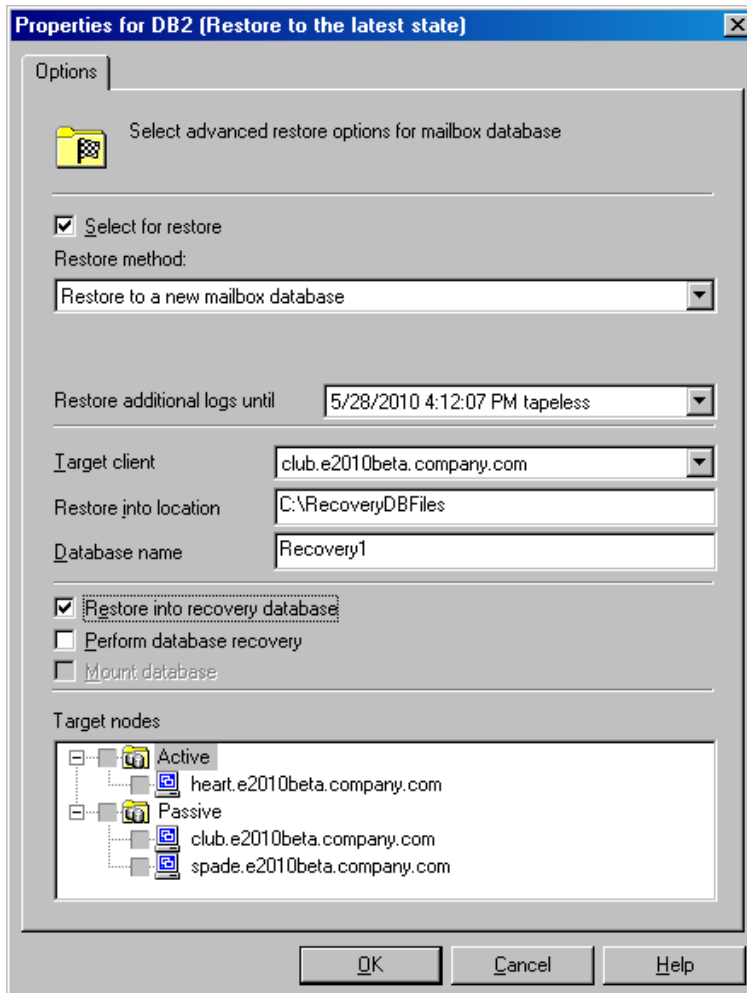 Properties for DB2 (Restore to the latest state)
Options
Select advanced restore options for mailbox database
Select for restore
Restore method:
Restore to a new mailbox database
Restore additional logs until 5/28/2010 4:12:07 PM tapeless
Target client club.e2010beta.company.com
Restore into location C:\RecoveryDBFiles
Database name Recovery1
Restore into recovery database
Perform database recovery
Mount database
Target nodes
Active
heart.e2010beta.company.com
Passive
club.e2010beta.company.com
spade.e2010beta.company.com
OK Cancel Help